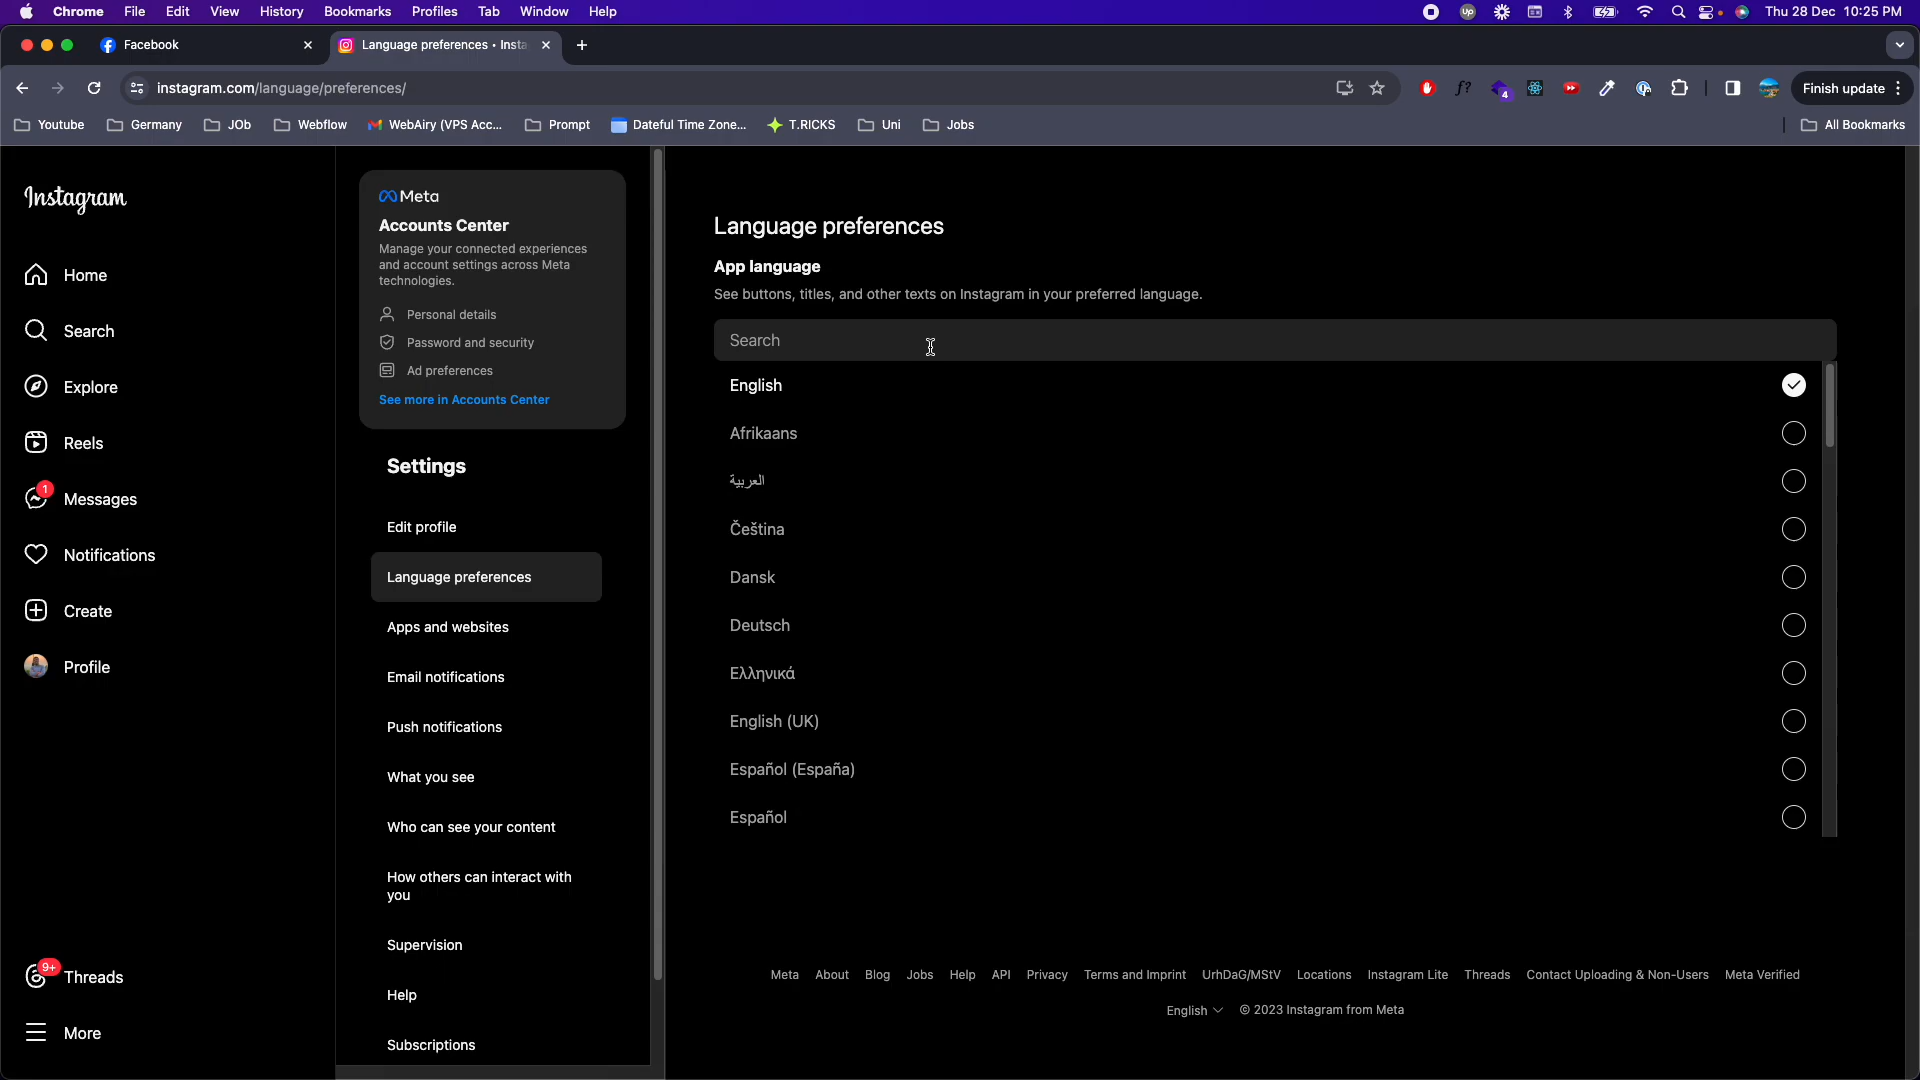 Chrome File Edit View History Bookmarks Profiles Tab Window Help
UP
Thu 28 Dec 10:25 PM
Facebook
Language preferences • Insta
instagram.com/language/preferences/
f?
4
Finish update
Youtube
Germany
JOb
Webflow
WebAiry (VPS Acc...
Prompt
Dateful Time Zone...
T.RICKS
Uni
Jobs
All Bookmarks
Instagram
Home
Search
Explore
Reels
1
Messages
Notifications
Create
Profile
9+
Threads
More
Meta
Accounts Center
Manage your connected experiences
and account settings across Meta
technologies.
Personal details
Password and security
Ad preferences
See more in Accounts Center
Settings
Edit profile
Language preferences
Apps and websites
Email notifications
Push notifications
What you see
Who can see your content
How others can interact with
you
Supervision
Help
Subscriptions
Language preferences
App language
See buttons, titles, and other texts on Instagram in your preferred language.
Search
English
Afrikaans
العربية
Čeština
Dansk
Deutsch
Ελληνικά
English (UK)
Español (España)
Español
Meta About Blog Jobs Help API Privacy Terms and Imprint UrhDaG/MStV Locations Instagram Lite Threads Contact Uploading & Non-Users Meta Verified
English © 2023 Instagram from Meta